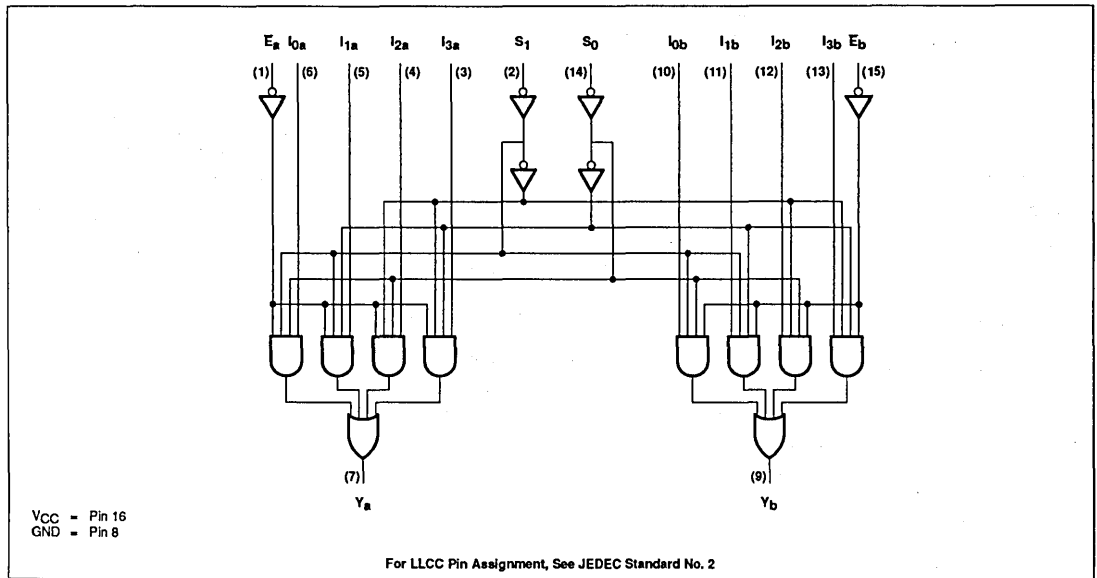 E̅a I0a I1a I2a I3a S1 S0 I0b I1b I2b I3b E̅b
(1) (6) (5) (4) (3) (2) (14) (10) (11) (12) (13) (15)
(7) (9)
Ya Yb
VCC = Pin 16
GND = Pin 8
For LLCC Pin Assignment, See JEDEC Standard No. 2